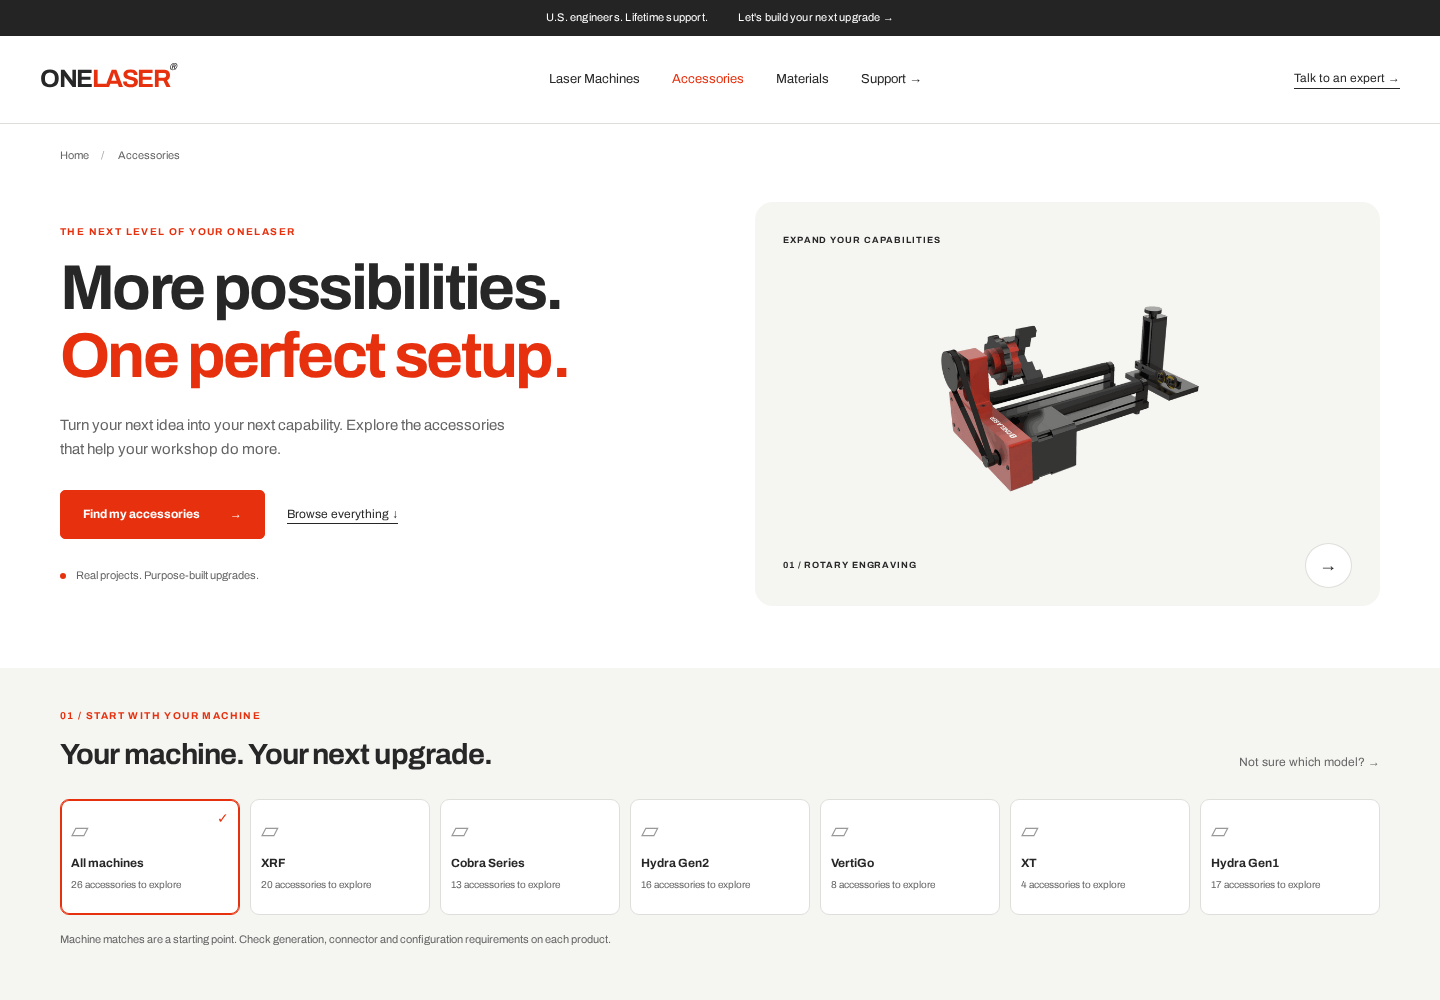 U.S. engineers. Lifetime support. Let's build your next upgrade →
ONELASER®
Laser Machines Accessories Materials Support →
Talk to an expert →
Home / Accessories
THE NEXT LEVEL OF YOUR ONELASER
More possibilities.
One perfect setup.
Turn your next idea into your next capability. Explore the accessories
that help your workshop do more.
Find my accessories →
Browse everything ↓
Real projects. Purpose-built upgrades.
EXPAND YOUR CAPABILITIES
ONELASER
01 / ROTARY ENGRAVING
→
01 / START WITH YOUR MACHINE
Your machine. Your next upgrade.
Not sure which model? →
All machines
26 accessories to explore
XRF
20 accessories to explore
Cobra Series
13 accessories to explore
Hydra Gen2
16 accessories to explore
VertiGo
8 accessories to explore
XT
4 accessories to explore
Hydra Gen1
17 accessories to explore
Machine matches are a starting point. Check generation, connector and configuration requirements on each product.